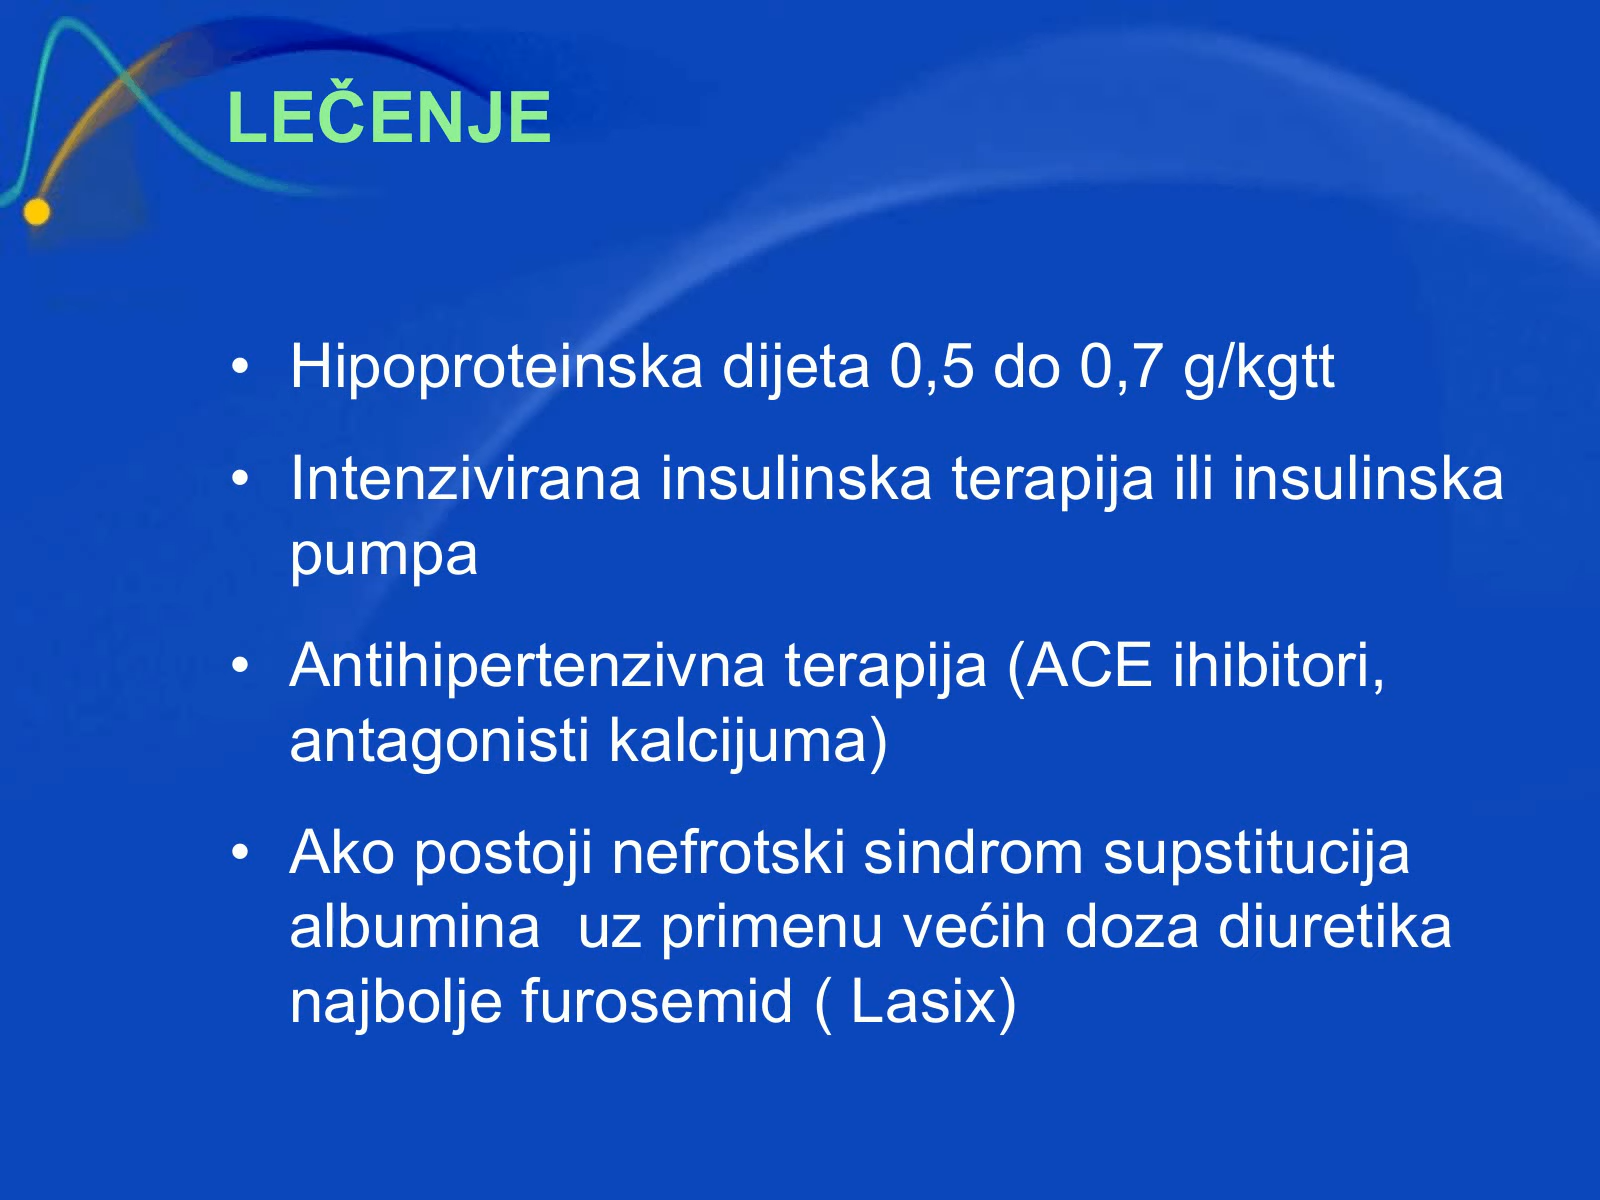 LEČENJE
• Hipoproteinska dijeta 0,5 do 0,7 g/kgtt
• Intenzivirana insulinska terapija ili insulinska
pumpa
• Antihipertenzivna terapija (ACE ihibitori,
antagonisti kalcijuma)
• Ako postoji nefrotski sindrom supstitucija
albumina  uz primenu većih doza diuretika
najbolje furosemid ( Lasix)